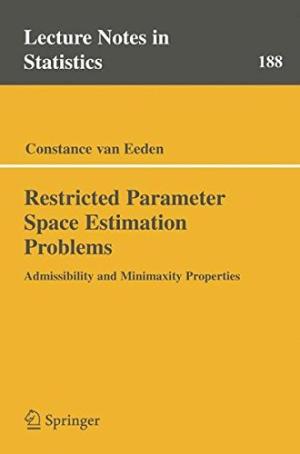 Lecture Notes in
Statistics
188
Constance van Eeden
Restricted Parameter
Space Estimation
Problems
Admissibility and Minimaxity Properties
Springer